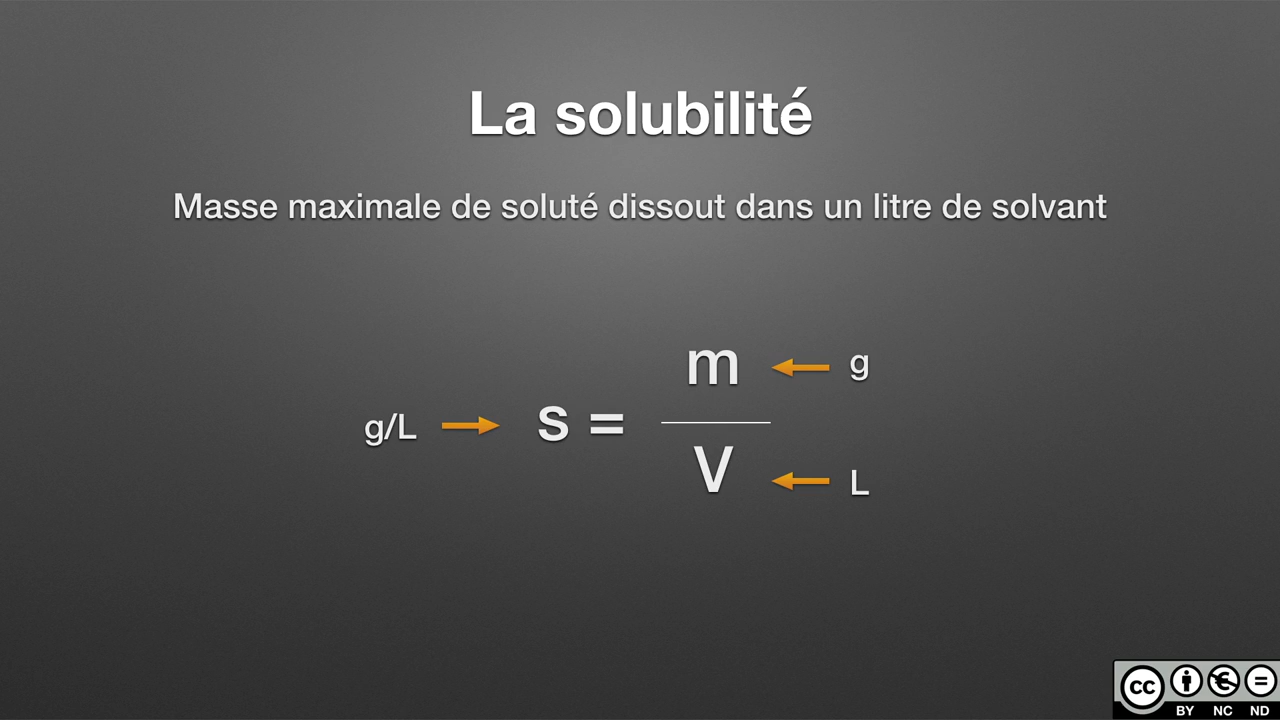 La solubilité
Masse maximale de soluté dissout dans un litre de solvant
m
g
g/L
s =
V
L
cc
BY NC ND